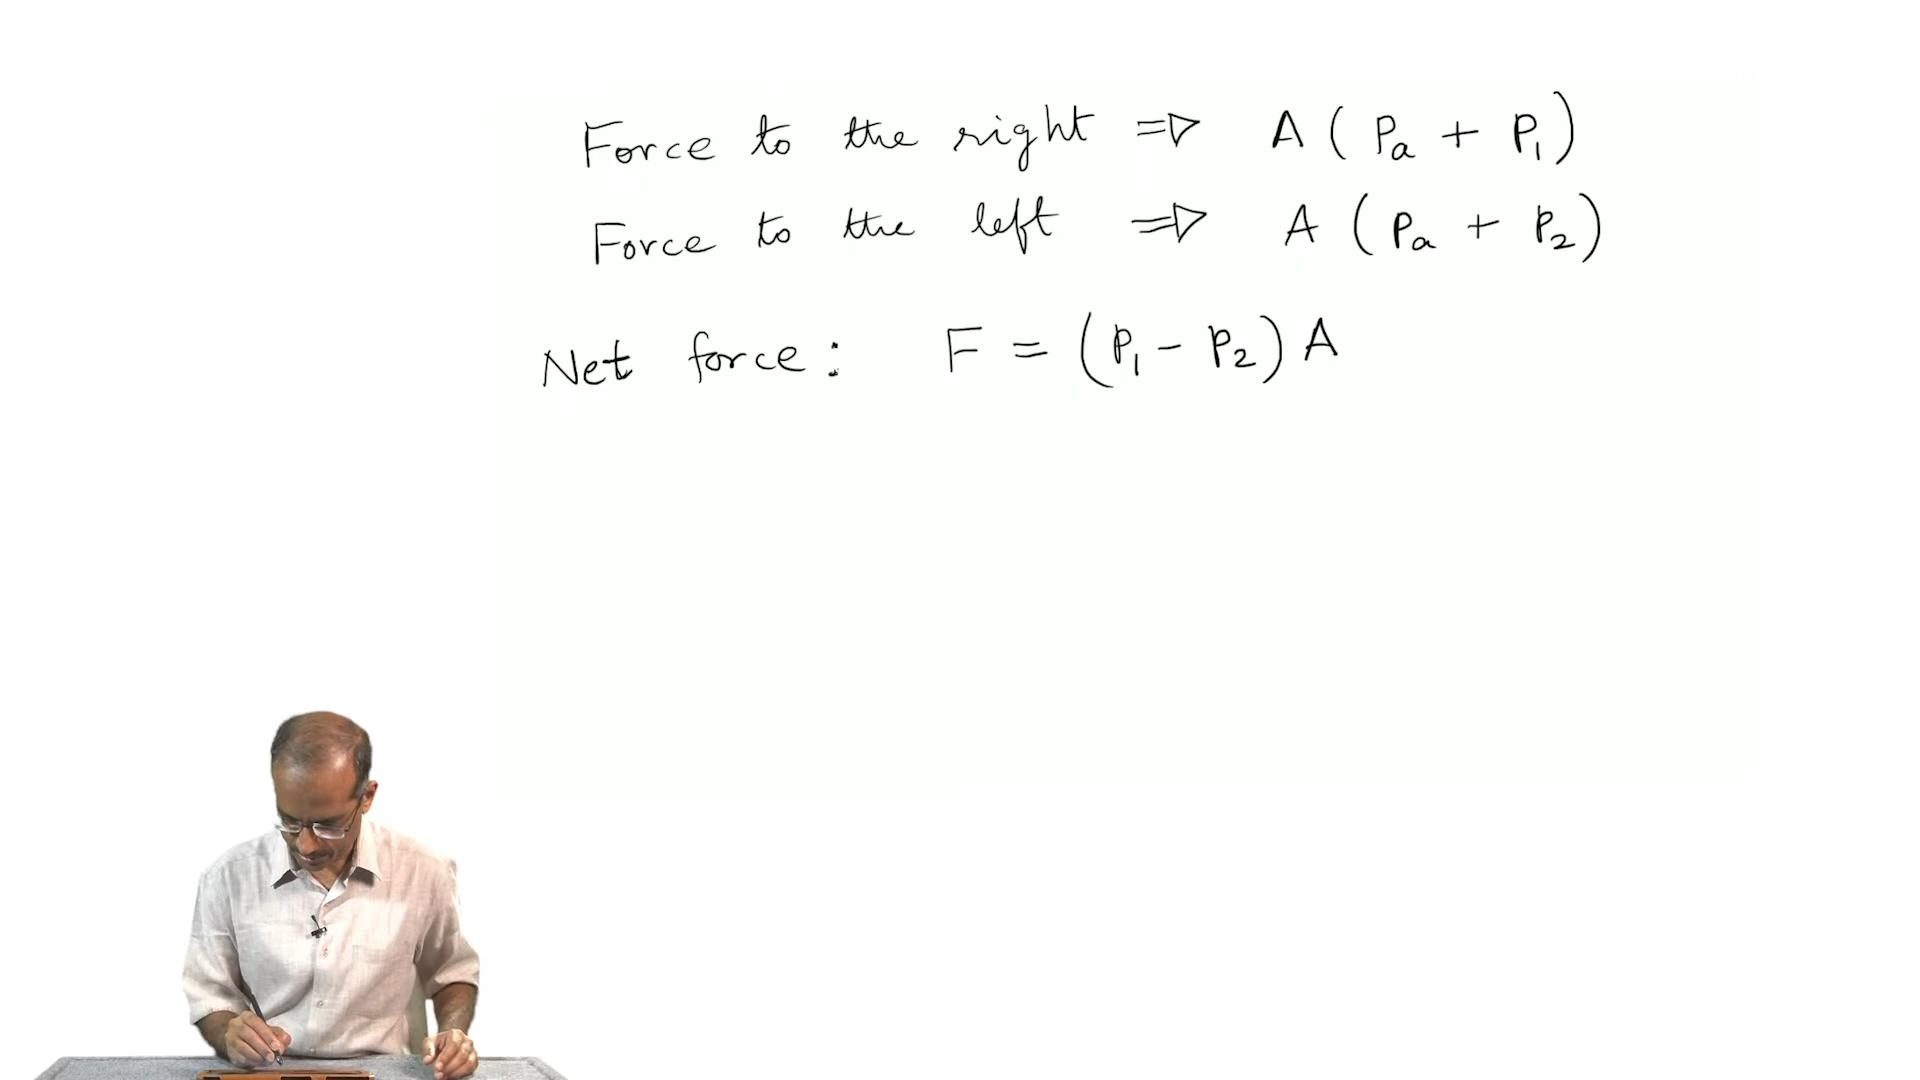 Force to the right => A ( Pa + P1 )
Force to the left => A ( Pa + P2 )
Net force : F = ( P1 - P2 ) A